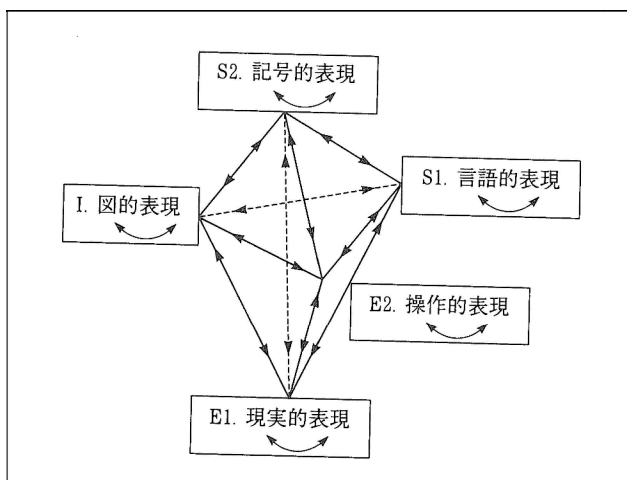 S2. 記号的表現
S1. 言語的表現
I. 図的表現
E2. 操作的表現
E1. 現実的表現